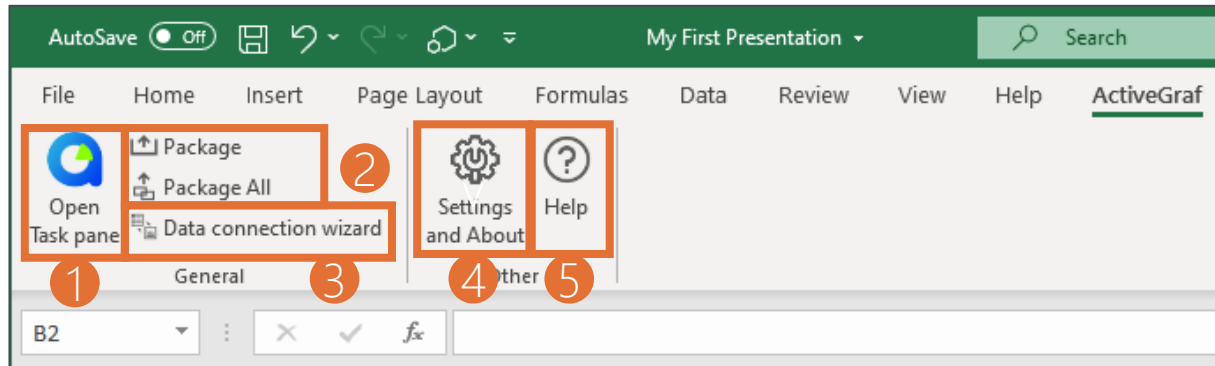 AutoSave Off My First Presentation Search
File Home Insert Page Layout Formulas Data Review View Help ActiveGraf
Open
Task pane
Package
Package All
Data connection wizard
2
Settings
and About
Help
General
Other
1
3
4
5
B2 fx